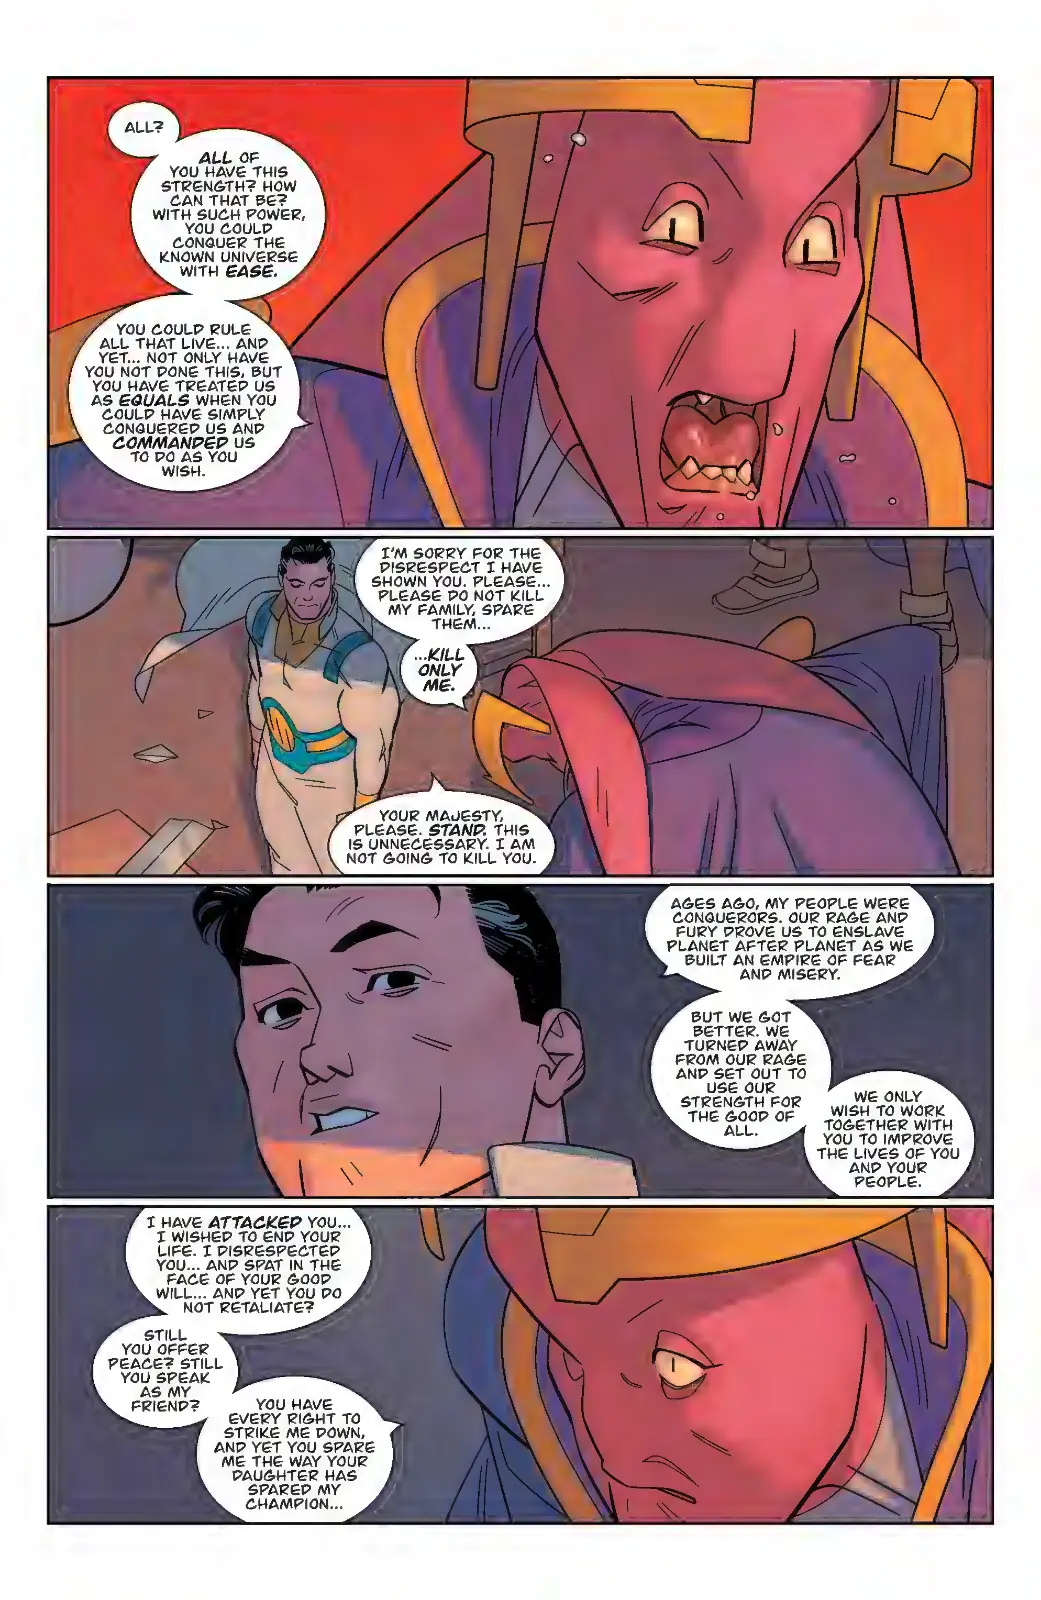 ALL?
ALL OF
YOU HAVE THIS
STRENGTH? HOW
CAN THAT BE?
WITH SUCH POWER,
YOU COULD
CONQUER THE
KNOWN UNIVERSE
WITH EASE.
YOU COULD RULE
ALL THAT LIVE... AND
YET... NOT ONLY HAVE
YOU NOT DONE THIS, BUT
YOU HAVE TREATED US
AS EQUALS WHEN YOU
COULD HAVE SIMPLY
CONQUERED US AND
COMMANDED US
TO DO AS YOU
WISH.
I'M SORRY FOR THE
DISRESPECT I HAVE
SHOWN YOU. PLEASE...
PLEASE DO NOT KILL
MY FAMILY, SPARE
THEM...
...KILL
ONLY
ME.
YOUR MAJESTY,
PLEASE. STAND. THIS
IS UNNECESSARY. I AM
NOT GOING TO KILL YOU.
AGES AGO, MY PEOPLE WERE
CONQUERORS. OUR RAGE AND
FURY DROVE US TO ENSLAVE
PLANET AFTER PLANET AS WE
BUILT AN EMPIRE OF FEAR
AND MISERY.
BUT WE GOT
BETTER. WE
TURNED AWAY
FROM OUR RAGE
AND SET OUT TO
USE OUR
STRENGTH FOR
THE GOOD OF
ALL.
WE ONLY
WISH TO WORK
TOGETHER WITH
YOU TO IMPROVE
THE LIVES OF YOU
AND YOUR
PEOPLE.
I HAVE ATTACKED YOU...
I WISHED TO END YOUR
LIFE. I DISRESPECTED
YOU... AND SPAT IN THE
FACE OF YOUR GOOD
WILL... AND YET YOU DO
NOT RETALIATE?
STILL
YOU OFFER
PEACE? STILL
YOU SPEAK
AS MY
FRIEND?
YOU HAVE
EVERY RIGHT TO
STRIKE ME DOWN,
AND YET YOU SPARE
ME THE WAY YOUR
DAUGHTER HAS
SPARED MY
CHAMPION...